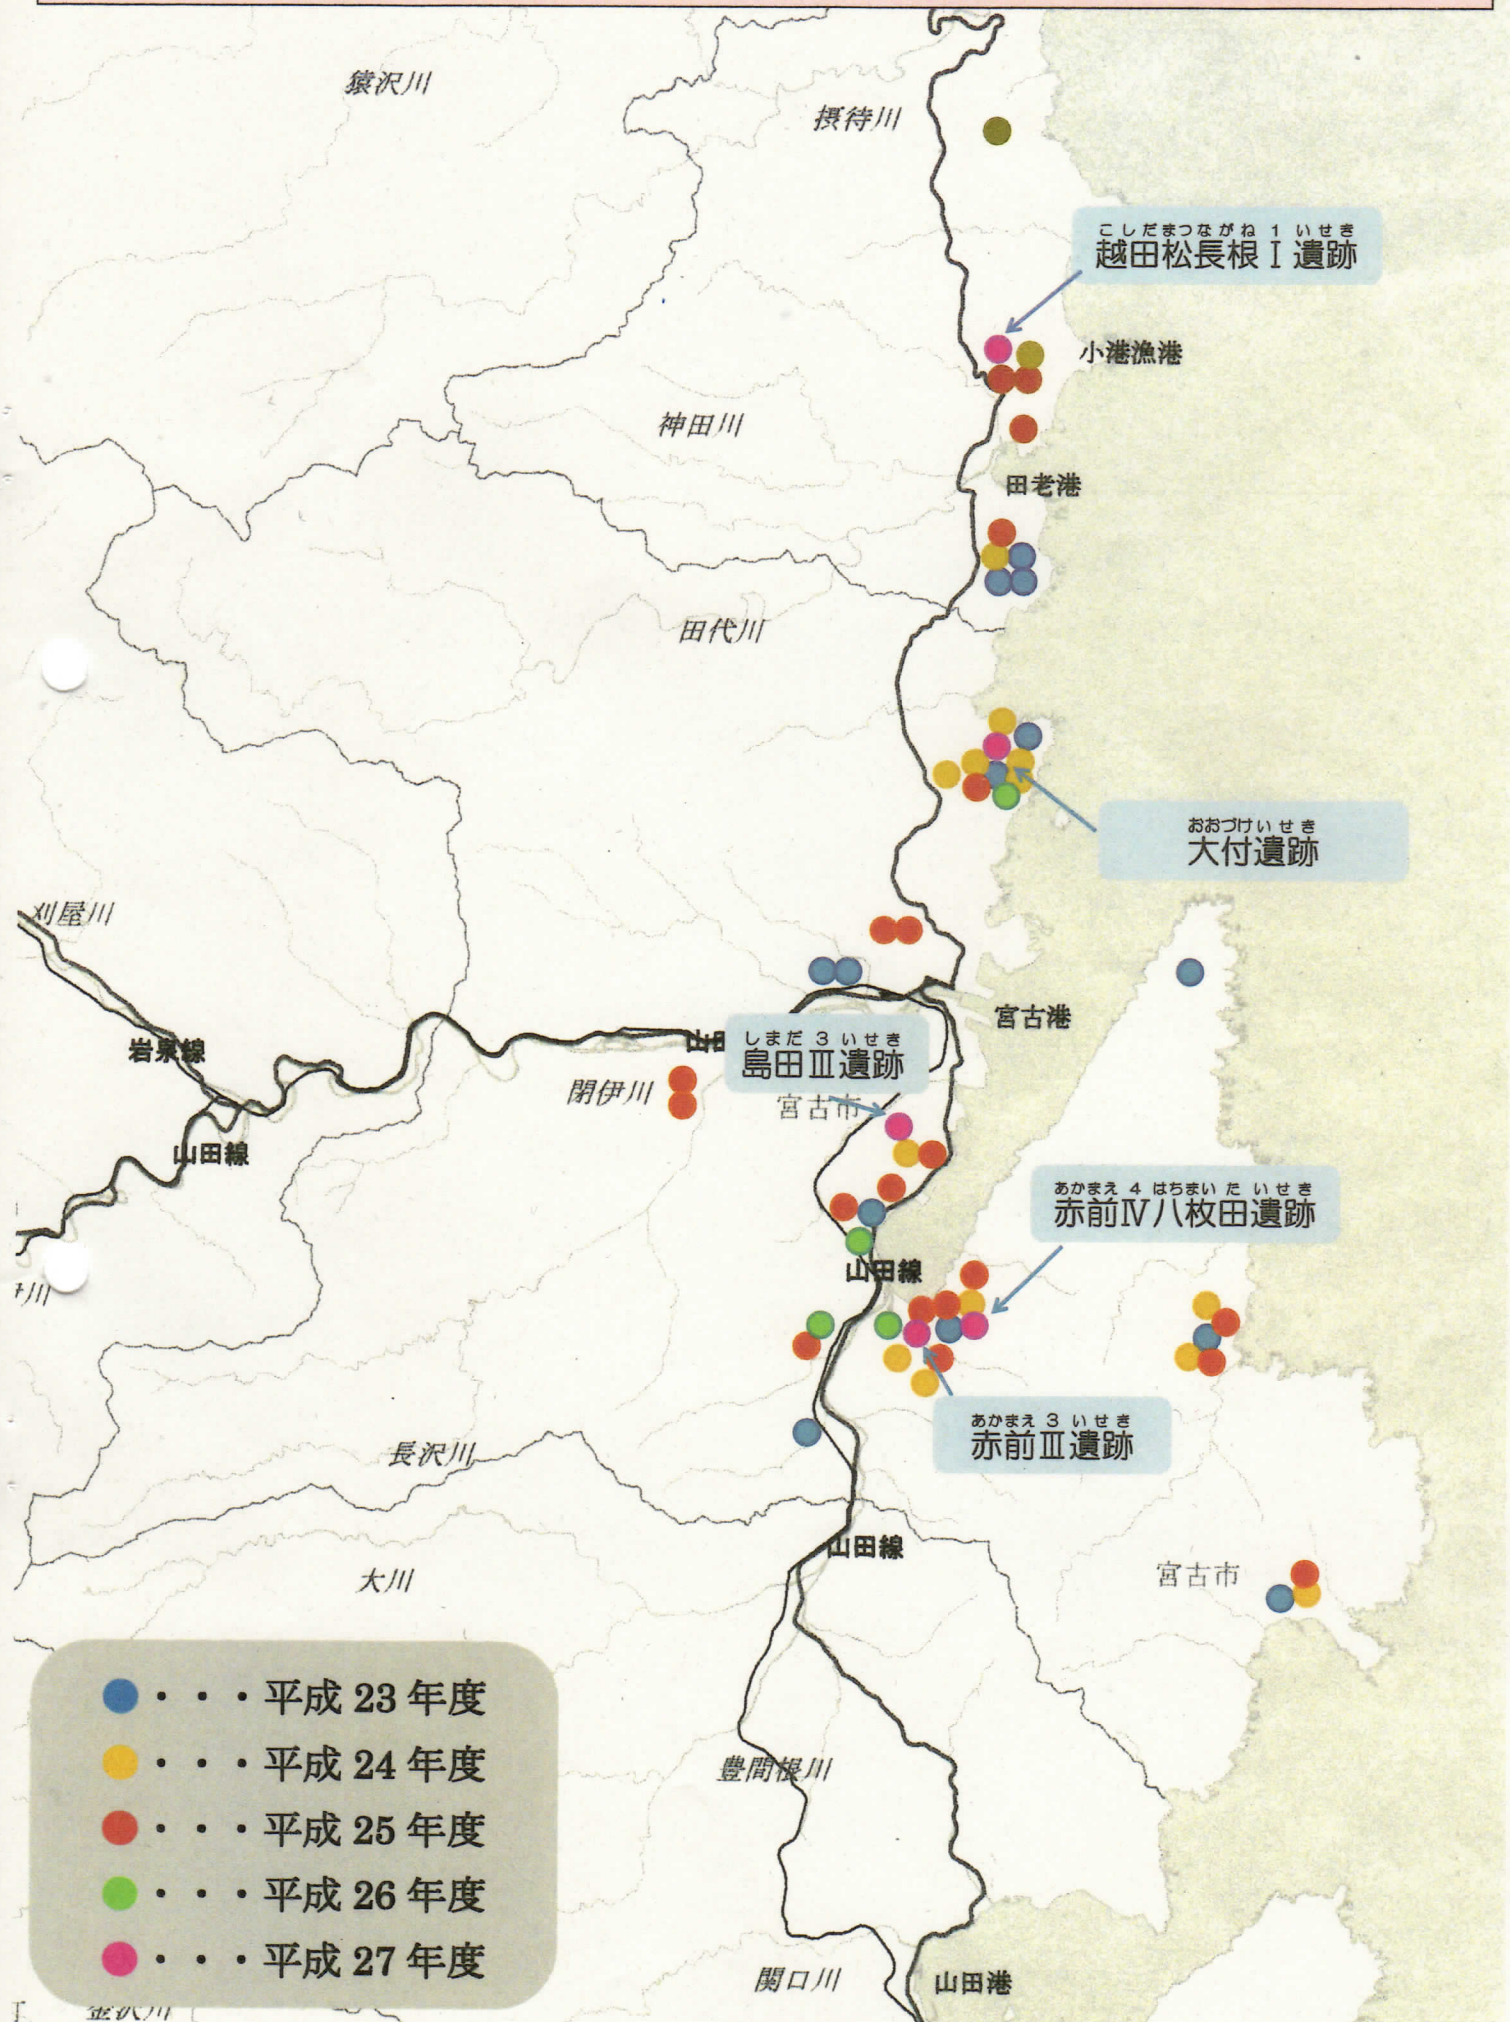 猿沢川
摂待川
こしだまつながね 1 いせき
越田松長根Ⅰ遺跡
小港漁港
神田川
田老港
田代川
おおづけいせき
大付遺跡
刈屋川
宮古港
岩泉線
山田
しまだ 3 いせき
島田Ⅲ遺跡
閉伊川
宮古市
山田線
あかまえ 4 はちまいた いせき
赤前Ⅳ八枚田遺跡
山田線
川
あかまえ 3 いせき
赤前Ⅲ遺跡
長沢川
山田線
大川
宮古市
・・・平成 23 年度
・・・平成 24 年度
豊間根川
・・・平成 25 年度
・・・平成 26 年度
・・・平成 27 年度
関口川
山田港
金沢川